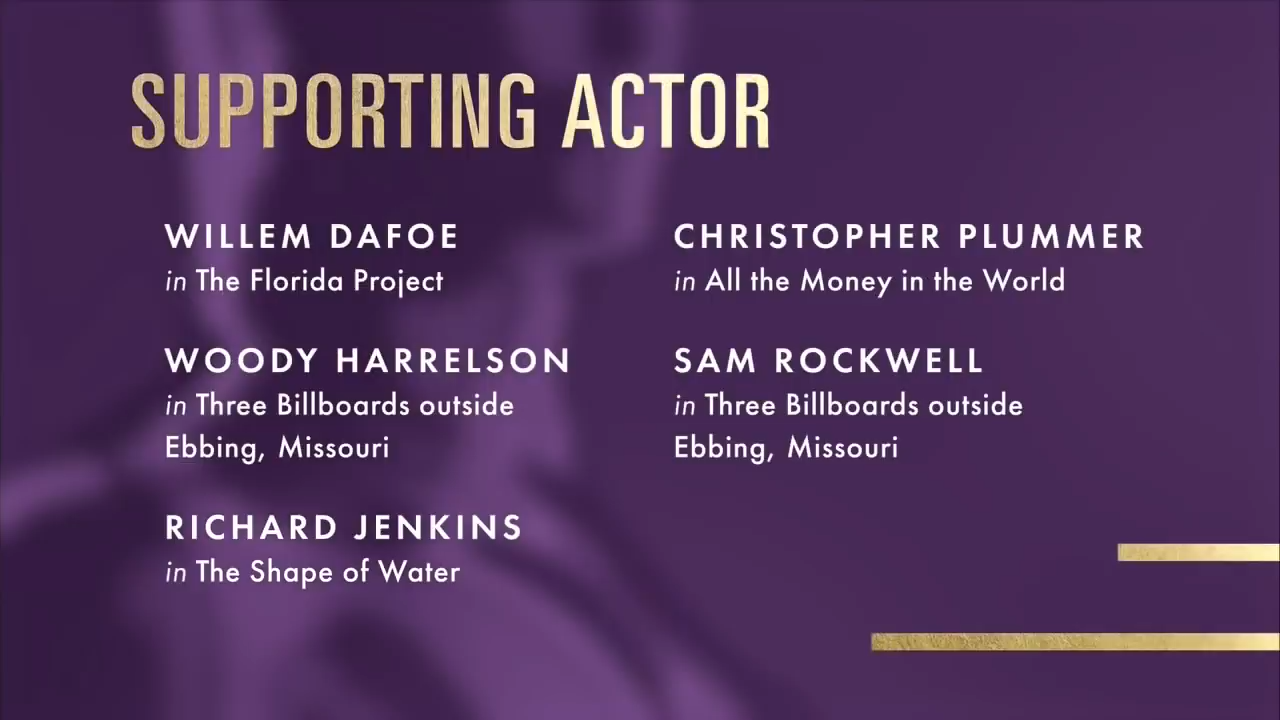 SUPPORTING ACTOR
WILLEM DAFOE
in The Florida Project
WOODY HARRELSON
in Three Billboards outside
Ebbing, Missouri
RICHARD JENKINS
in The Shape of Water
CHRISTOPHER PLUMMER
in All the Money in the World
SAM ROCKWELL
in Three Billboards outside
Ebbing, Missouri